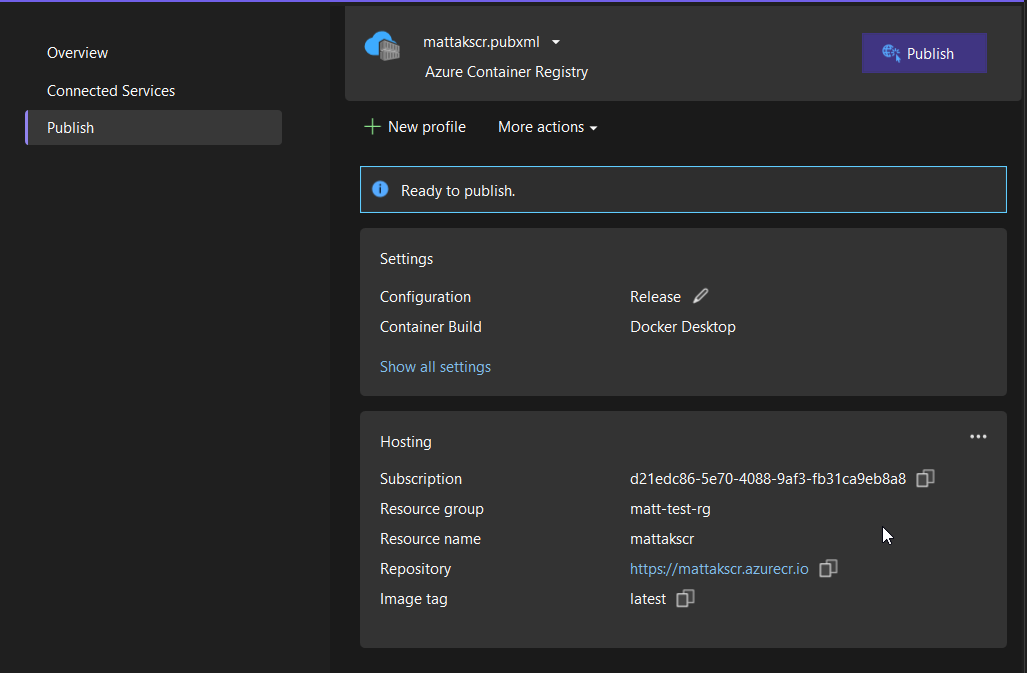 Overview
Connected Services
Publish
mattakscr.pubxml
Azure Container Registry
Publish
New profile
More actions
Ready to publish.
Settings
Configuration Release
Container Build Docker Desktop
Show all settings
Hosting
Subscription d21edc86-5e70-4088-9af3-fb31ca9eb8a8
Resource group matt-test-rg
Resource name mattakscr
Repository https://mattakscr.azurecr.io
Image tag latest